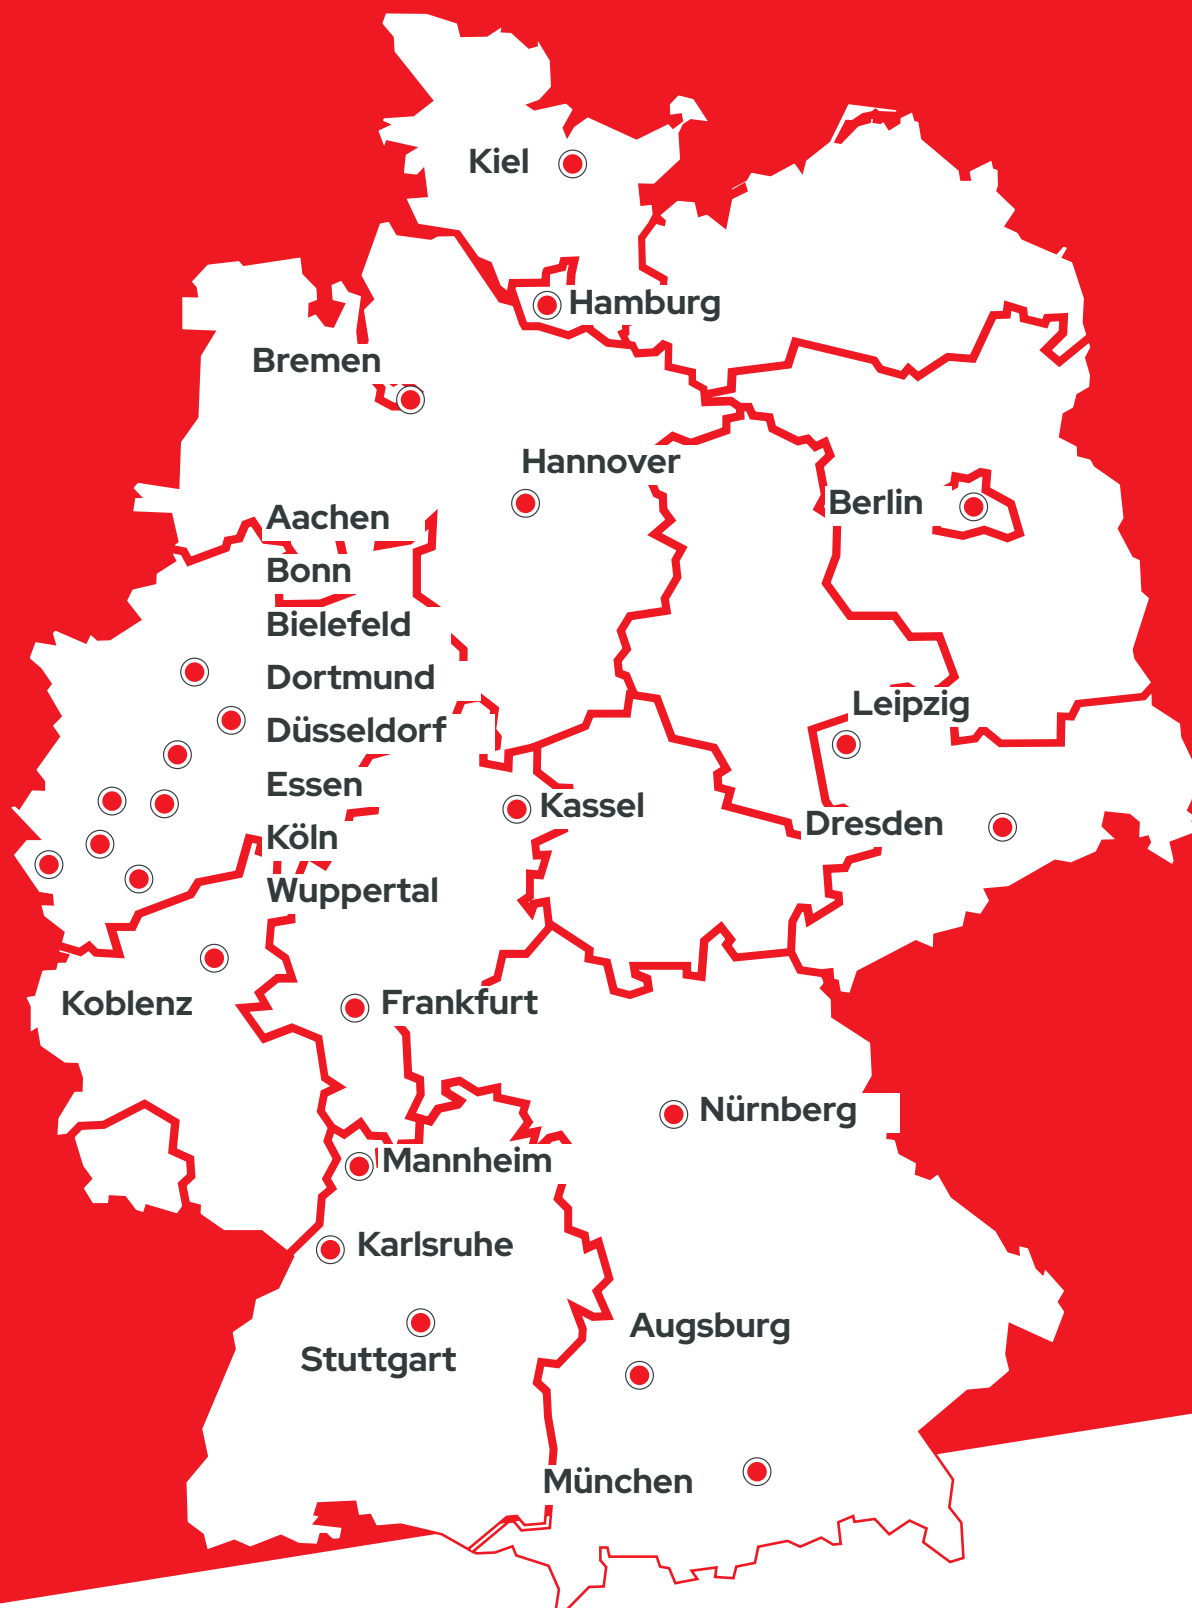 Kiel
Hamburg
Bremen
Hannover
Berlin
Aachen
Bonn
Bielefeld
Dortmund
Leipzig
Düsseldorf
Essen
Kassel
Dresden
Köln
Wuppertal
Koblenz
Frankfurt
Nürnberg
Mannheim
Karlsruhe
Augsburg
Stuttgart
München